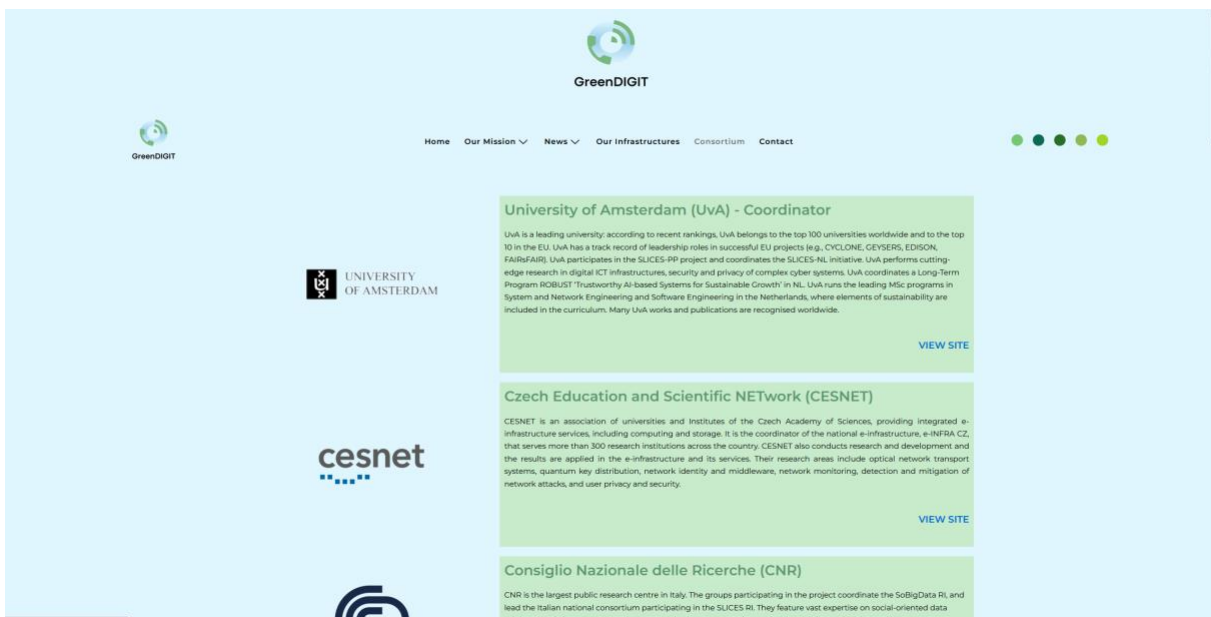 GreenDIGIT
GreenDIGIT
Home Our Mission News Our Infrastructures Consortium Contact
UNIVERSITY
OF AMSTERDAM
University of Amsterdam (UvA) - Coordinator
UvA is a leading university: according to recent rankings, UvA belongs to the top 100 universities worldwide and to the top
10 in the EU. UvA has a track record of leadership roles in successful EU projects (e.g., CYCLONE, GEYSERS, EDISON,
FAIRsFAIR). UvA participates in the SLICES-PP project and coordinates the SLICES-NL initiative. UvA performs cutting-
edge research in digital ICT infrastructures, security and privacy of complex cyber systems. UvA coordinates a Long-Term
Program ROBUST 'Trustworthy AI-based Systems for Sustainable Growth' in NL. UvA runs the leading MSc programs in
System and Network Engineering and Software Engineering in the Netherlands, where elements of sustainability are
included in the curriculum. Many UvA works and publications are recognised worldwide.
VIEW SITE
cesnet
Czech Education and Scientific NETwork (CESNET)
CESNET is an association of universities and Institutes of the Czech Academy of Sciences, providing integrated e-
infrastructure services, including computing and storage. It is the coordinator of the national e-infrastructure, e-INFRA CZ,
that serves more than 300 research institutions across the country. CESNET also conducts research and development and
the results are applied in the e-infrastructure and its services. Their research areas include optical network transport
systems, quantum key distribution, network identity and middleware, network monitoring, detection and mitigation of
network attacks, and user privacy and security.
VIEW SITE
Consiglio Nazionale delle Ricerche (CNR)
CNR is the largest public research centre in Italy. The groups participating in the project coordinate the SoBigData RI, and
lead the Italian national consortium participating in the SLICES RI. They feature vast expertise on social-oriented data